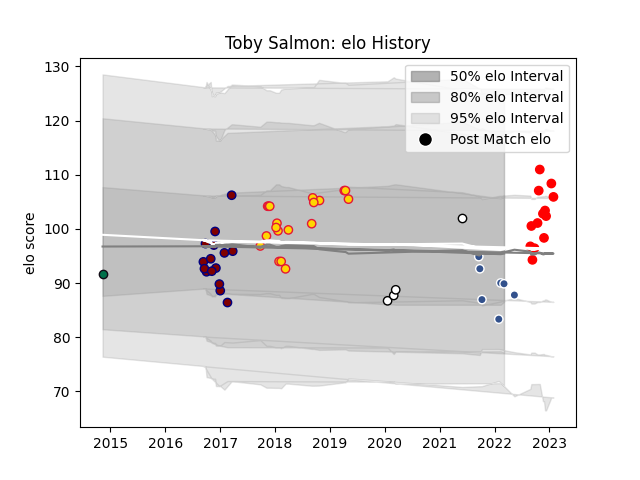 Toby Salmon: elo History
130
120
110
100
90
80
70
elo score
50% elo Interval
80% elo Interval
95% elo Interval
Post Match elo
2015 2016 2017 2018 2019 2020 2021 2022 2023